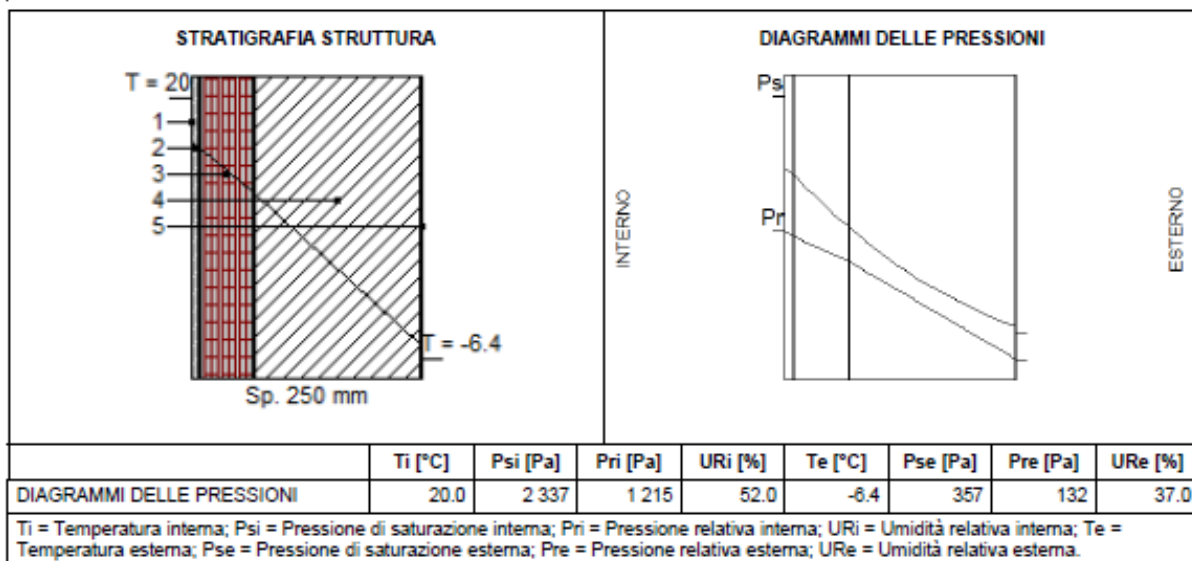 STRATIGRAFIA STRUTTURA
T = 20
1
2
3
4
5
T = -6.4
Sp. 250 mm
DIAGRAMMI DELLE PRESSIONI
Ps
Pr
INTERNO
ESTERNO
Ti [°C] Psi [Pa] Pri [Pa] URi [%] Te [°C] Pse [Pa] Pre [Pa] URe [%]
DIAGRAMMI DELLE PRESSIONI 20.0 2 337 1 215 52.0 -6.4 357 132 37.0
Ti = Temperatura interna; Psi = Pressione di saturazione interna; Pri = Pressione relativa interna; URi = Umidità relativa interna; Te =
Temperatura esterna; Pse = Pressione di saturazione esterna; Pre = Pressione relativa esterna; URe = Umidità relativa esterna.